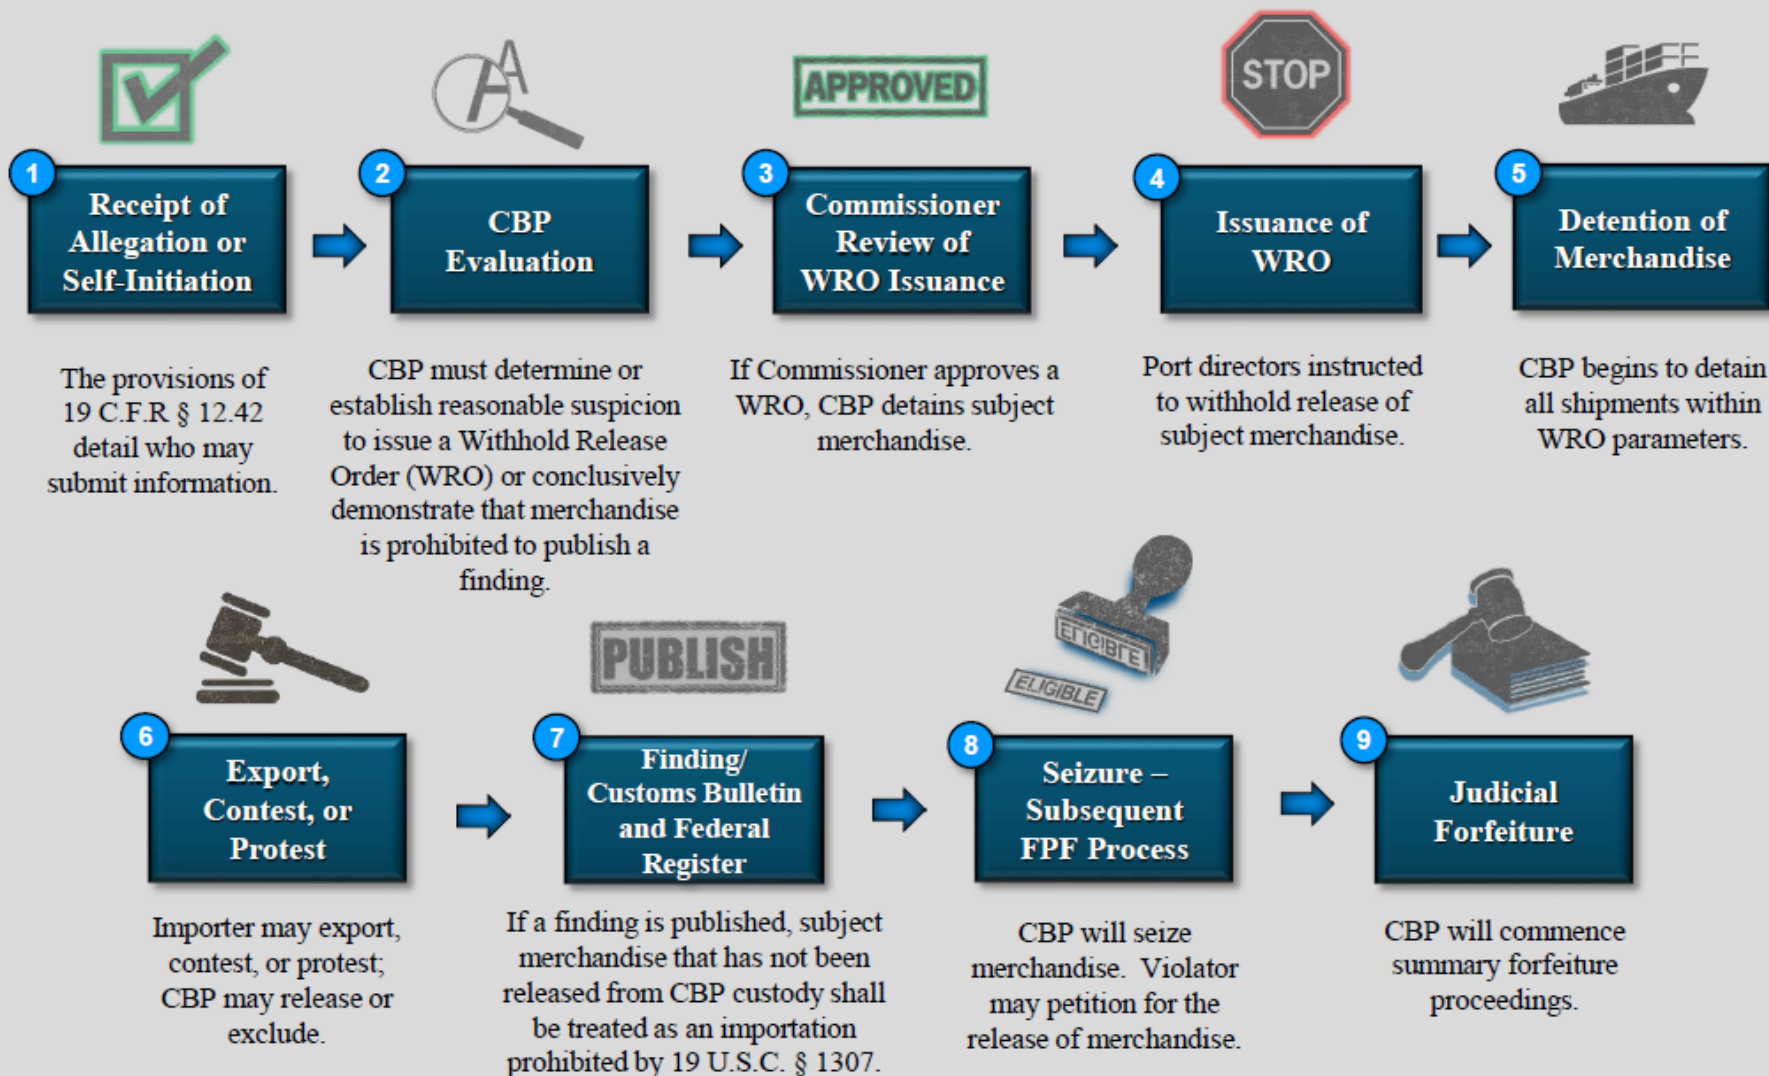 APPROVED
STOP
1
Receipt of
Allegation or
Self-Initiation
The provisions of
19 C.F.R § 12.42
detail who may
submit information.
2
CBP
Evaluation
CBP must determine or
establish reasonable suspicion
to issue a Withhold Release
Order (WRO) or conclusively
demonstrate that merchandise
is prohibited to publish a
finding.
3
Commissioner
Review of
WRO Issuance
If Commissioner approves a
WRO, CBP detains subject
merchandise.
4
Issuance of
WRO
Port directors instructed
to withhold release of
subject merchandise.
5
Detention of
Merchandise
CBP begins to detain
all shipments within
WRO parameters.
PUBLISH
ELIGIBLE
ELIGIBLE
6
Export,
Contest, or
Protest
Importer may export,
contest, or protest;
CBP may release or
exclude.
7
Finding/
Customs Bulletin
and Federal
Register
If a finding is published, subject
merchandise that has not been
released from CBP custody shall
be treated as an importation
prohibited by 19 U.S.C. § 1307.
8
Seizure –
Subsequent
FPF Process
CBP will seize
merchandise.  Violator
may petition for the
release of merchandise.
9
Judicial
Forfeiture
CBP will commence
summary forfeiture
proceedings.